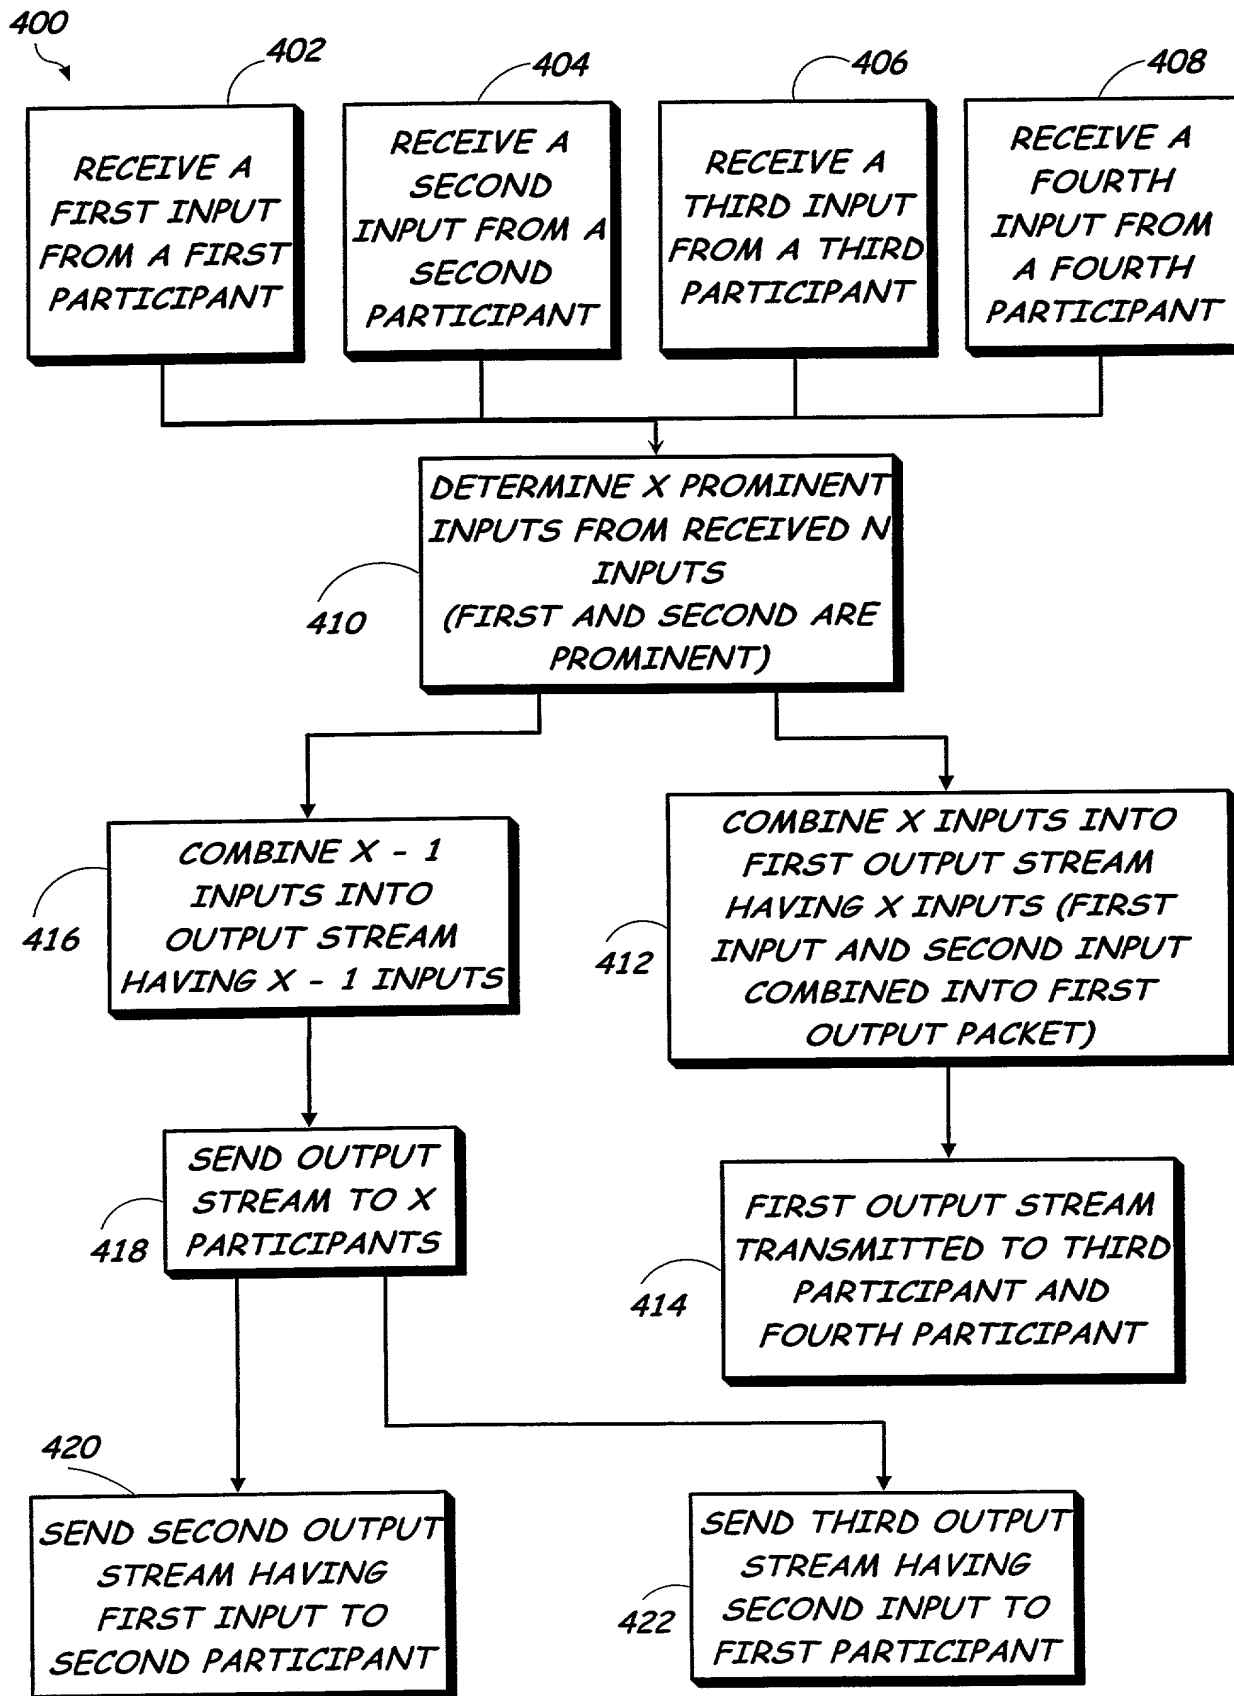 400
402
RECEIVE A
FIRST INPUT
FROM A FIRST
PARTICIPANT
404
RECEIVE A
SECOND
INPUT FROM A
SECOND
PARTICIPANT
406
RECEIVE A
THIRD INPUT
FROM A THIRD
PARTICIPANT
408
RECEIVE A
FOURTH
INPUT FROM
A FOURTH
PARTICIPANT
410
DETERMINE X PROMINENT
INPUTS FROM RECEIVED N
INPUTS
(FIRST AND SECOND ARE
PROMINENT)
416
COMBINE X - 1
INPUTS INTO
OUTPUT STREAM
HAVING X - 1 INPUTS
412
COMBINE X INPUTS INTO
FIRST OUTPUT STREAM
HAVING X INPUTS (FIRST
INPUT AND SECOND INPUT
COMBINED INTO FIRST
OUTPUT PACKET)
418
SEND OUTPUT
STREAM TO X
PARTICIPANTS
414
FIRST OUTPUT STREAM
TRANSMITTED TO THIRD
PARTICIPANT AND
FOURTH PARTICIPANT
420
SEND SECOND OUTPUT
STREAM HAVING
FIRST INPUT TO
SECOND PARTICIPANT
422
SEND THIRD OUTPUT
STREAM HAVING
SECOND INPUT TO
FIRST PARTICIPANT